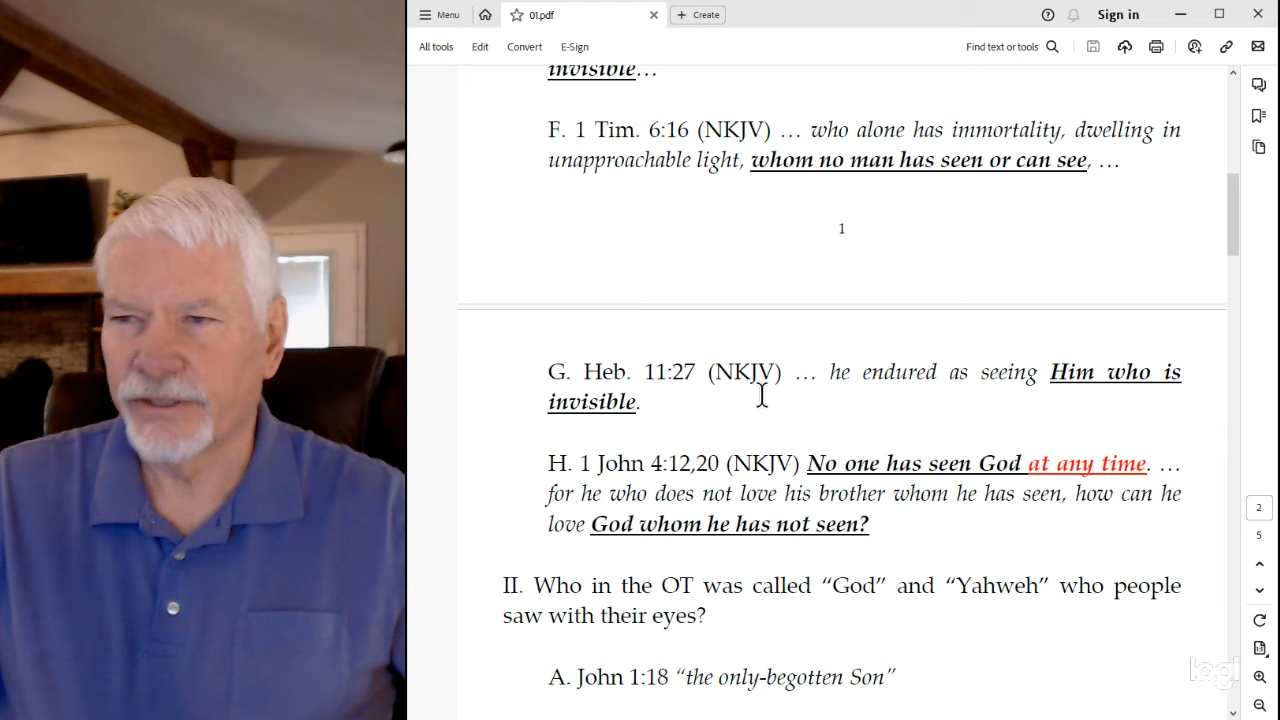 Menu
01.pdf
Create
Sign in
All tools
Edit
Convert
E-Sign
Find text or tools
invisible…
F. 1 Tim. 6:16 (NKJV) … who alone has immortality, dwelling in
unapproachable light, whom no man has seen or can see, …
1
G. Heb. 11:27 (NKJV) … he endured as seeing Him who is
invisible.
H. 1 John 4:12,20 (NKJV) No one has seen God at any time. …
for he who does not love his brother whom he has seen, how can he
love God whom he has not seen?
2
5
II. Who in the OT was called “God” and “Yahweh” who people
saw with their eyes?
A. John 1:18 “the only-begotten Son”
logi